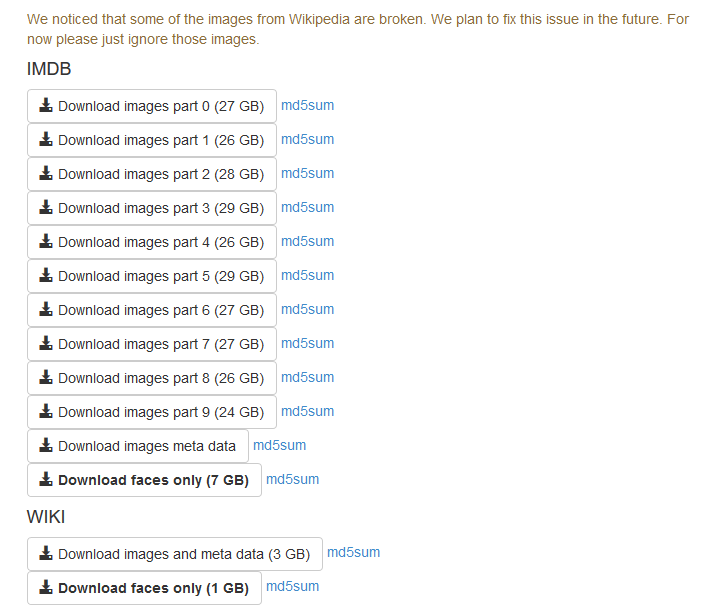 We noticed that some of the images from Wikipedia are broken. We plan to fix this issue in the future. For
now please just ignore those images.
IMDB
Download images part 0 (27 GB) md5sum
Download images part 1 (26 GB) md5sum
Download images part 2 (28 GB) md5sum
Download images part 3 (29 GB) md5sum
Download images part 4 (26 GB) md5sum
Download images part 5 (29 GB) md5sum
Download images part 6 (27 GB) md5sum
Download images part 7 (27 GB) md5sum
Download images part 8 (26 GB) md5sum
Download images part 9 (24 GB) md5sum
Download images meta data md5sum
Download faces only (7 GB) md5sum
WIKI
Download images and meta data (3 GB) md5sum
Download faces only (1 GB) md5sum